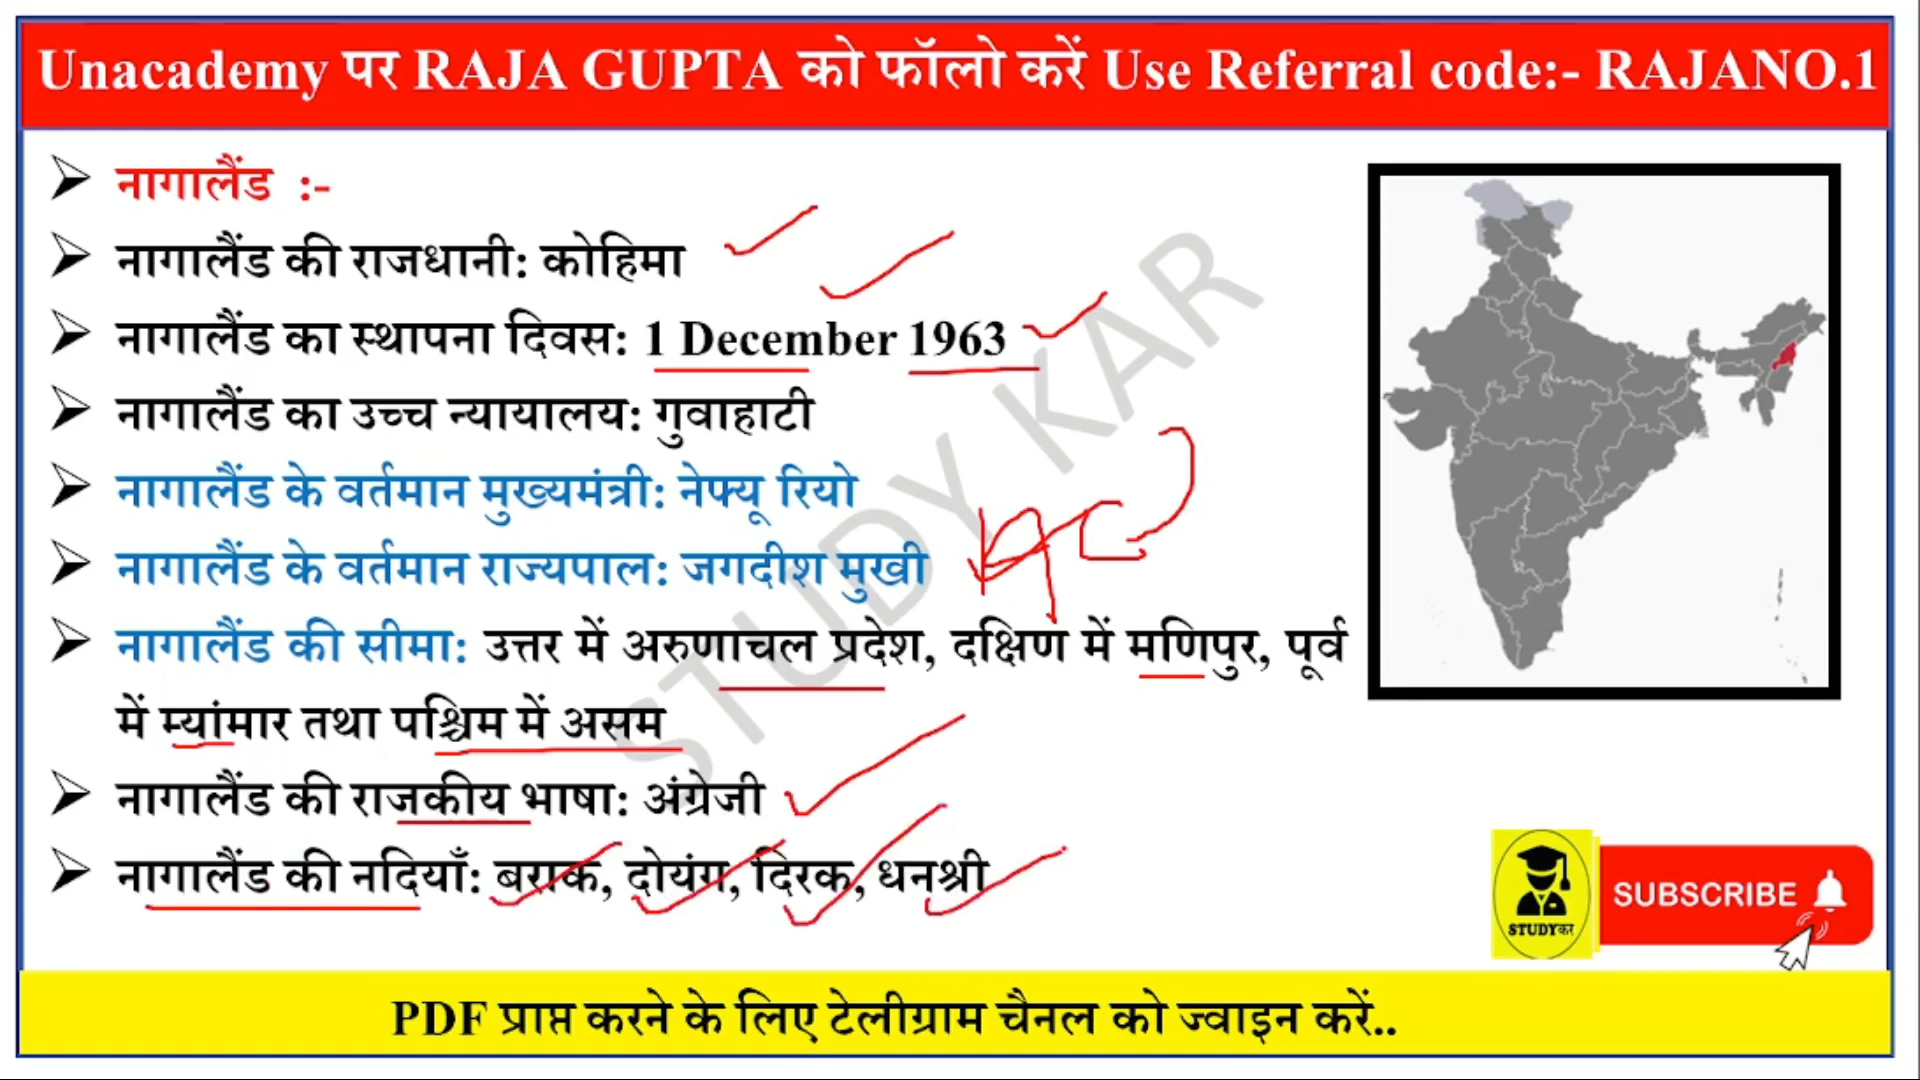 Unacademy पर RAJA GUPTA को फॉलो करें Use Referral code:- RAJANO.1
नागालैंड :-
नागालैंड की राजधानी: कोहिमा
नागालैंड का स्थापना दिवस: 1 December 1963
नागालैंड का उच्च न्यायालय: गुवाहाटी
नागालैंड के वर्तमान मुख्यमंत्री: नेफ्यू रियो
नागालैंड के वर्तमान राज्यपाल: जगदीश मुखी
नागालैंड की सीमा: उत्तर में अरुणाचल प्रदेश, दक्षिण में मणिपुर, पूर्व
में म्यांमार तथा पश्चिम में असम
नागालैंड की राजकीय भाषा: अंग्रेजी
नागालैंड की नदियाँ: बराक, दोयंग, दिरक, धनश्री
STUDY KAR
STUDYकर
SUBSCRIBE
PDF प्राप्त करने के लिए टेलीग्राम चैनल को ज्वाइन करें..